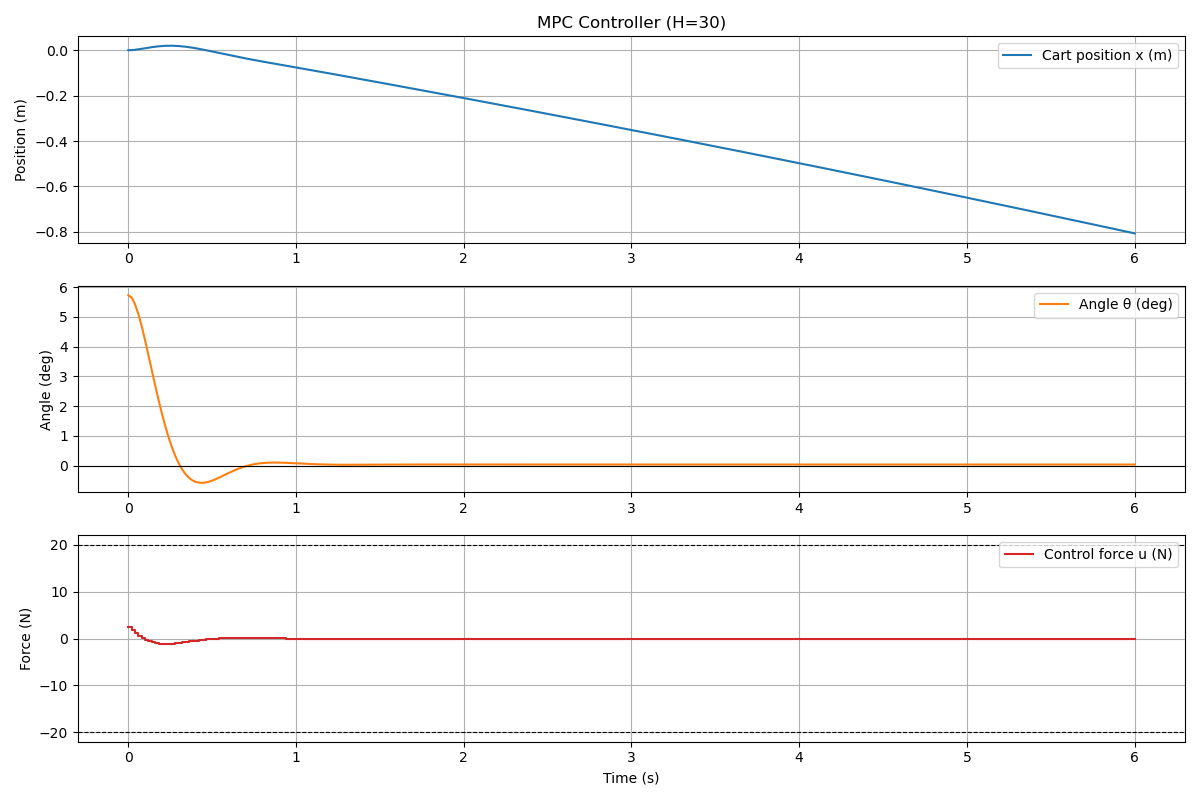 MPC Controller (H=30)
Position (m)
0.0
−0.2
−0.4
−0.6
−0.8
Cart position x (m)
0 1 2 3 4 5 6
Angle (deg)
6
5
4
3
2
1
0
Angle θ (deg)
0 1 2 3 4 5 6
Force (N)
20
10
0
−10
−20
Control force u (N)
0 1 2 3 4 5 6
Time (s)